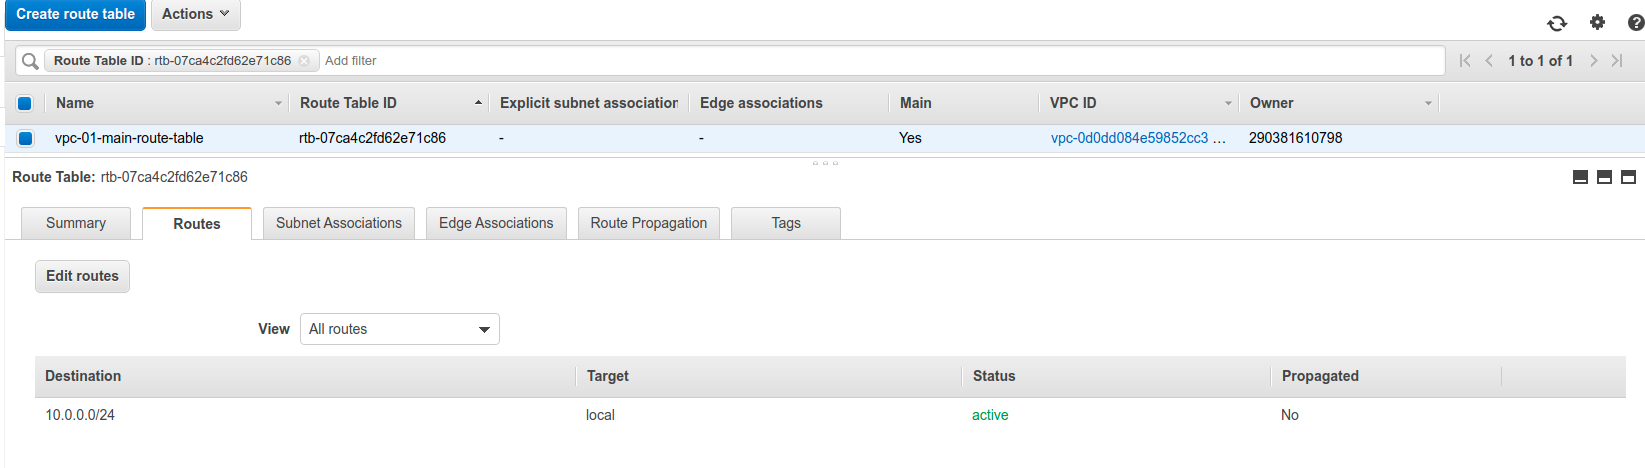 Create route table Actions
Route Table ID : rtb-07ca4c2fd62e71c86 Add filter 1 to 1 of 1
Name Route Table ID Explicit subnet association Edge associations Main VPC ID Owner
vpc-01-main-route-table rtb-07ca4c2fd62e71c86 - - Yes vpc-0d0dd084e59852cc3 ... 290381610798
Route Table: rtb-07ca4c2fd62e71c86
Summary Routes Subnet Associations Edge Associations Route Propagation Tags
Edit routes
View All routes
Destination Target Status Propagated
10.0.0.0/24 local active No